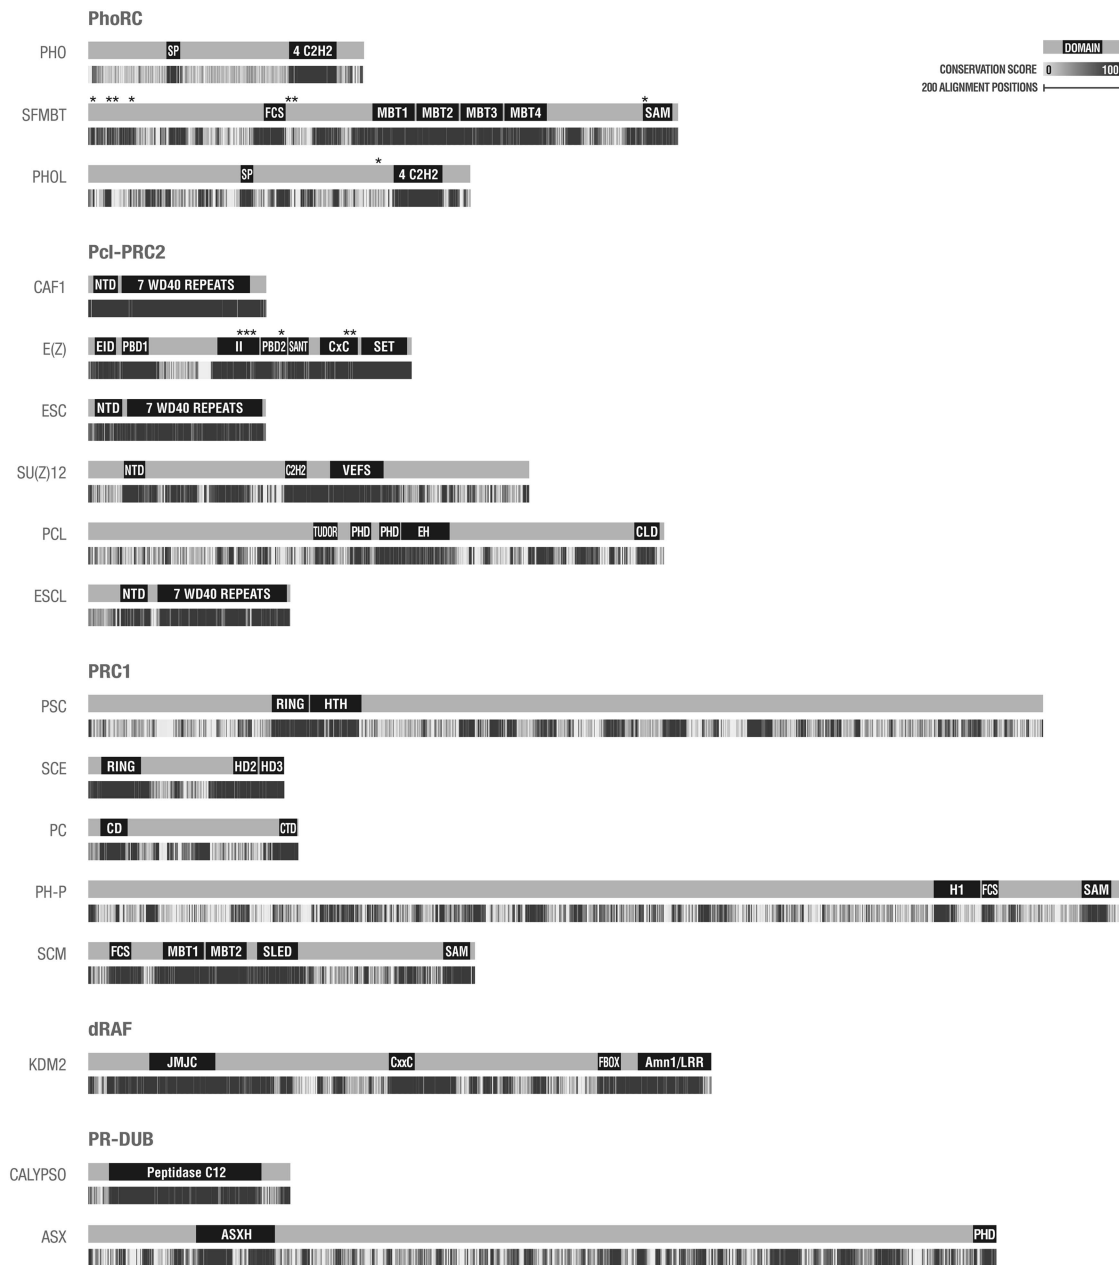 PhoRC
PHO
SP
4 C2H2
DOMAIN
CONSERVATION SCORE 0 100
200 ALIGNMENT POSITIONS
* ** * ** *
SFMBT
FCS
MBT1 MBT2 MBT3 MBT4
SAM
*
PHOL
SP
4 C2H2
Pcl-PRC2
CAF1
NTD 7 WD40 REPEATS
*** * **
E(Z)
EID PBD1 II PBD2 SANT CxC SET
ESC
NTD 7 WD40 REPEATS
SU(Z)12
NTD C2H2 VEFS
PCL
TUDOR PHD PHD EH CLD
ESCL
NTD 7 WD40 REPEATS
PRC1
PSC
RING HTH
SCE
RING HD2 HD3
PC
CD CTD
PH-P
H1 FCS SAM
SCM
FCS MBT1 MBT2 SLED SAM
dRAF
KDM2
JMJC CxxC FBOX Amn1/LRR
PR-DUB
CALYPSO
Peptidase C12
ASX
ASXH PHD